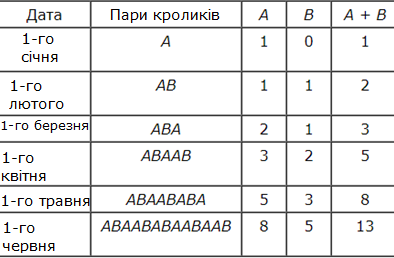 Дата Пари кроликів A B A + B
1-го
січня A 1 0 1
1-го
лютого AB 1 1 2
1-го березня ABA 2 1 3
1-го
квітня ABAAB 3 2 5
1-го травня ABAABABA 5 3 8
1-го
червня ABAABABAABAAB 8 5 13